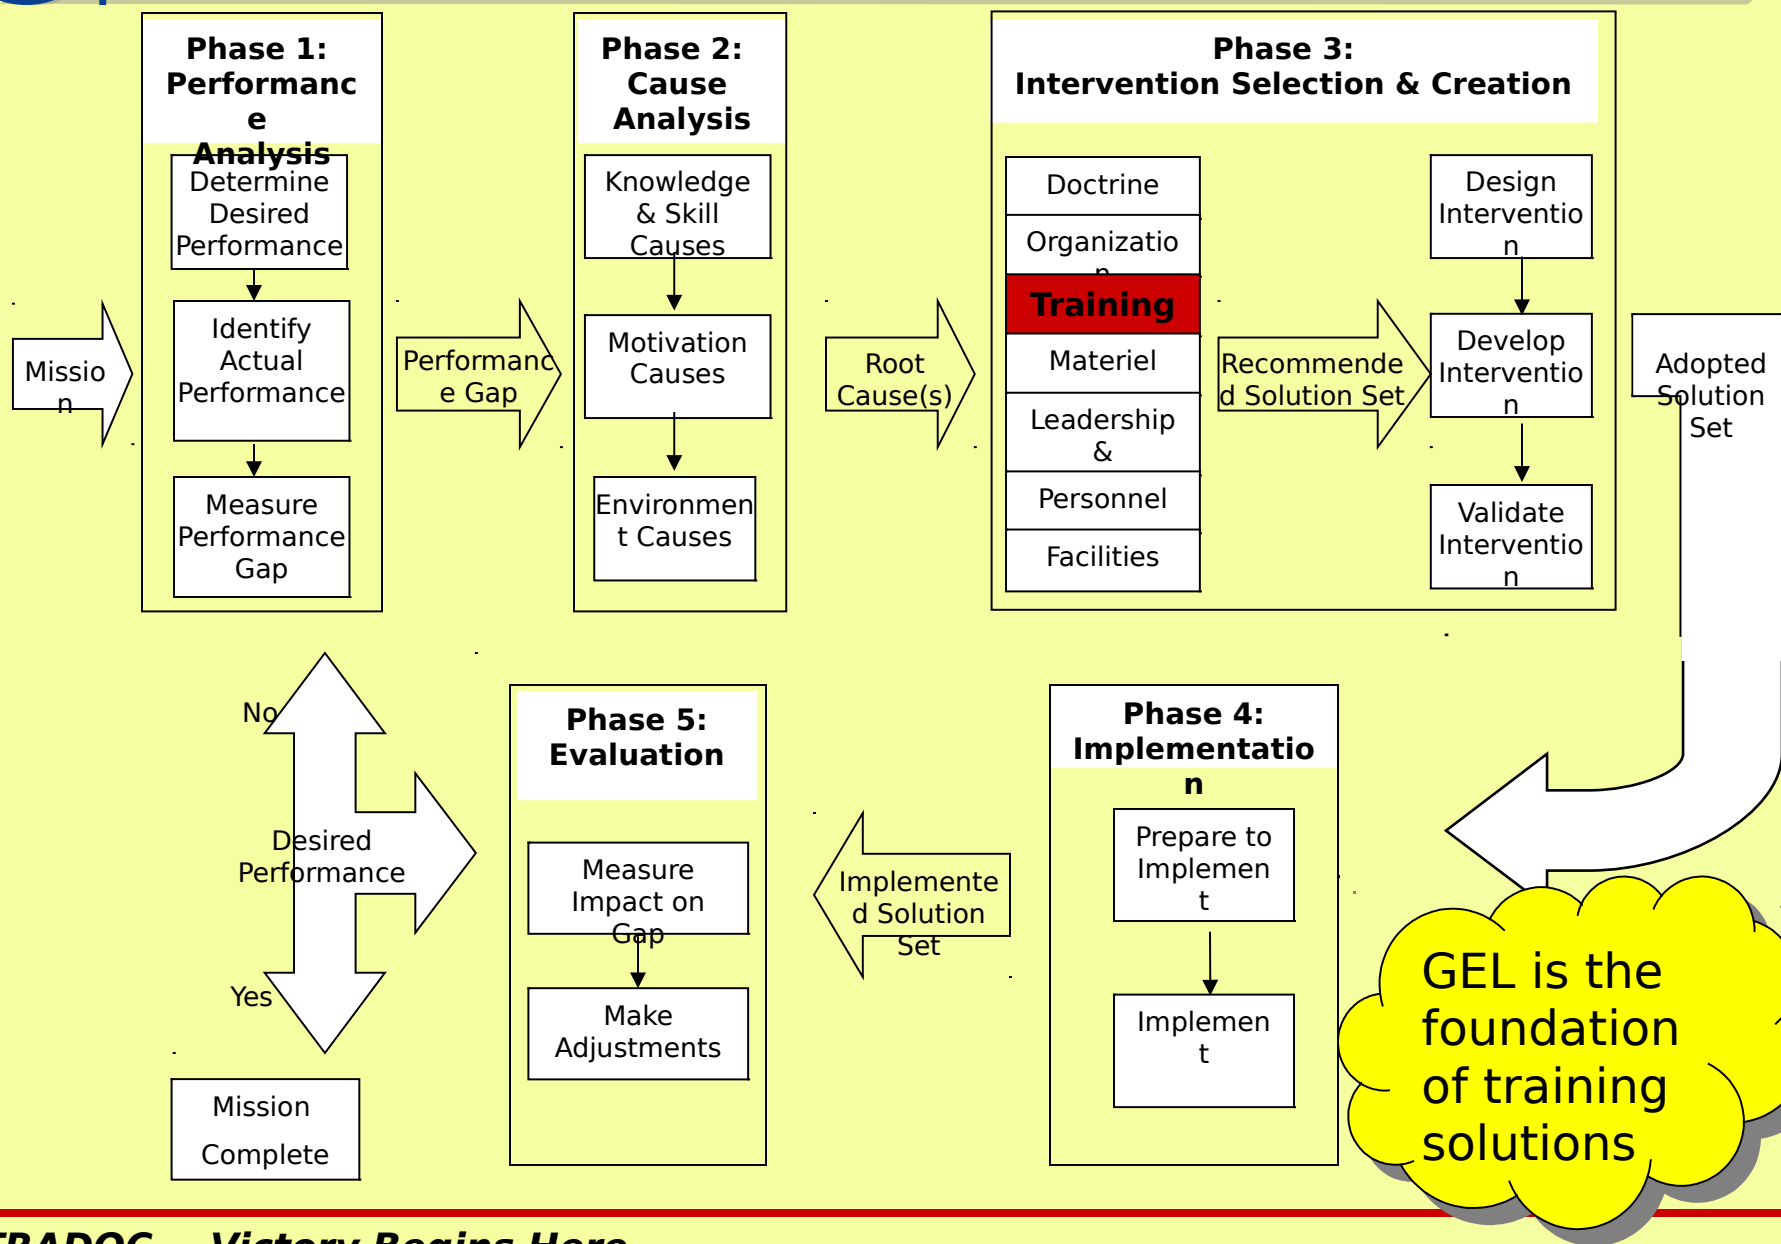 Phase 1:
Performanc
e
Analysis
Determine
Desired
Performance
Identify
Actual
Performance
Measure
Performance
Gap
Missio
n
Performanc
e Gap
Phase 2:
Cause
Analysis
Knowledge
& Skill
Causes
Motivation
Causes
Environmen
t Causes
Root
Cause(s)
Phase 3:
Intervention Selection & Creation
Doctrine
Organizatio
n
Training
Materiel
Leadership
&
Personnel
Facilities
Recommende
d Solution Set
Design
Interventio
n
Develop
Interventio
n
Validate
Interventio
n
Adopted
Solution
Set
Phase 4:
Implementatio
n
Prepare to
Implemen
t
Implemen
t
Implemente
d Solution
Set
Phase 5:
Evaluation
Measure
Impact on
Gap
Make
Adjustments
No
Desired
Performance
Yes
Mission
Complete
GEL is the
foundation
of training
solutions
TRADOC Victory Begins Here